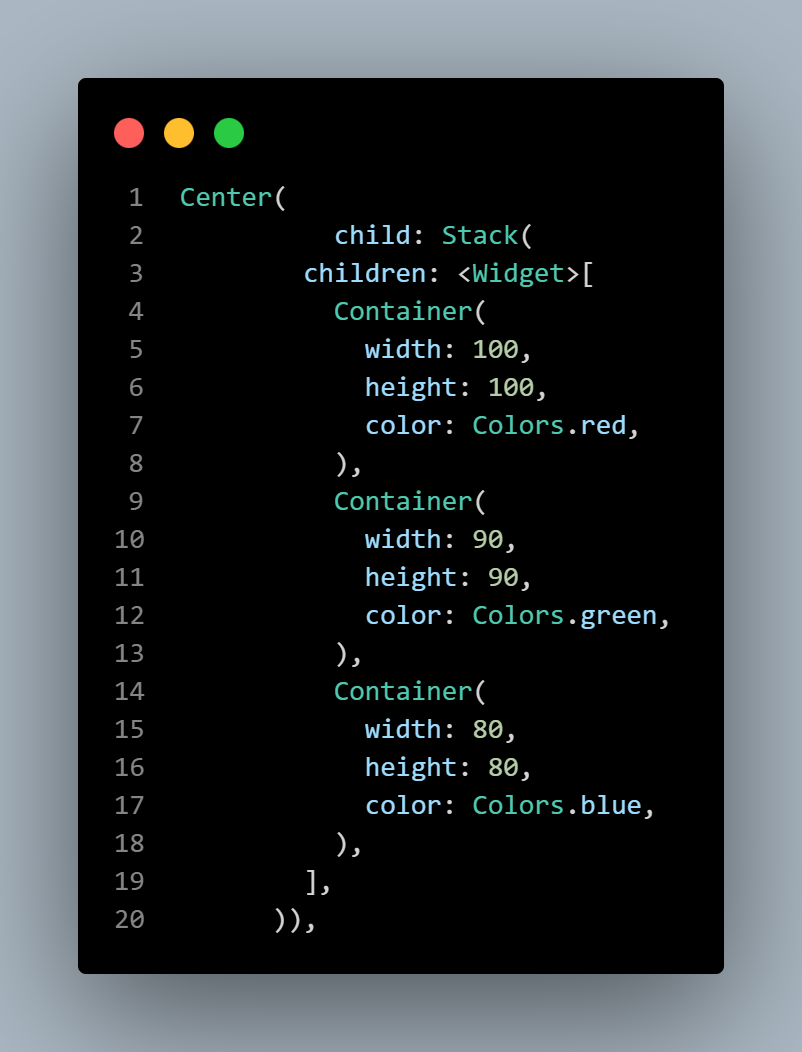 1 Center(
2 child: Stack(
3 children: <Widget>[
4 Container(
5 width: 100,
6 height: 100,
7 color: Colors.red,
8 ),
9 Container(
10 width: 90,
11 height: 90,
12 color: Colors.green,
13 ),
14 Container(
15 width: 80,
16 height: 80,
17 color: Colors.blue,
18 ),
19 ],
20 )),